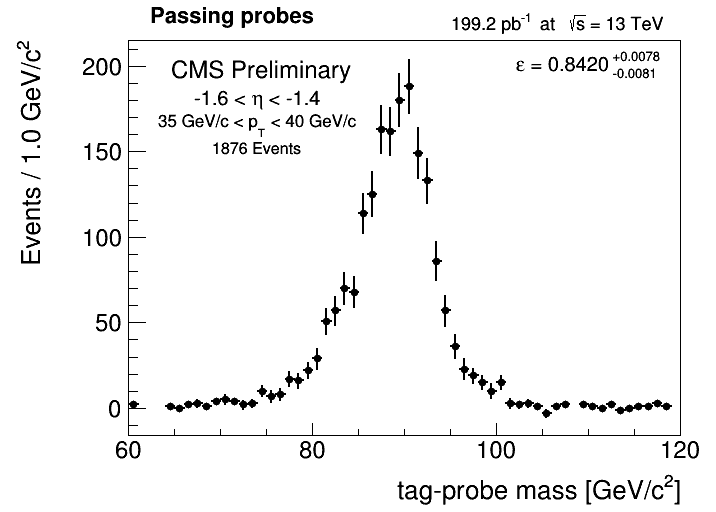 Passing probes
199.2 pb⁻¹ at √s = 13 TeV
CMS Preliminary
-1.6 < η < -1.4
35 GeV/c < p_T < 40 GeV/c
1876 Events
ε = 0.8420 +0.0078 -0.0081
Events / 1.0 GeV/c²
200
150
100
50
0
60 80 100 120
tag-probe mass [GeV/c²]